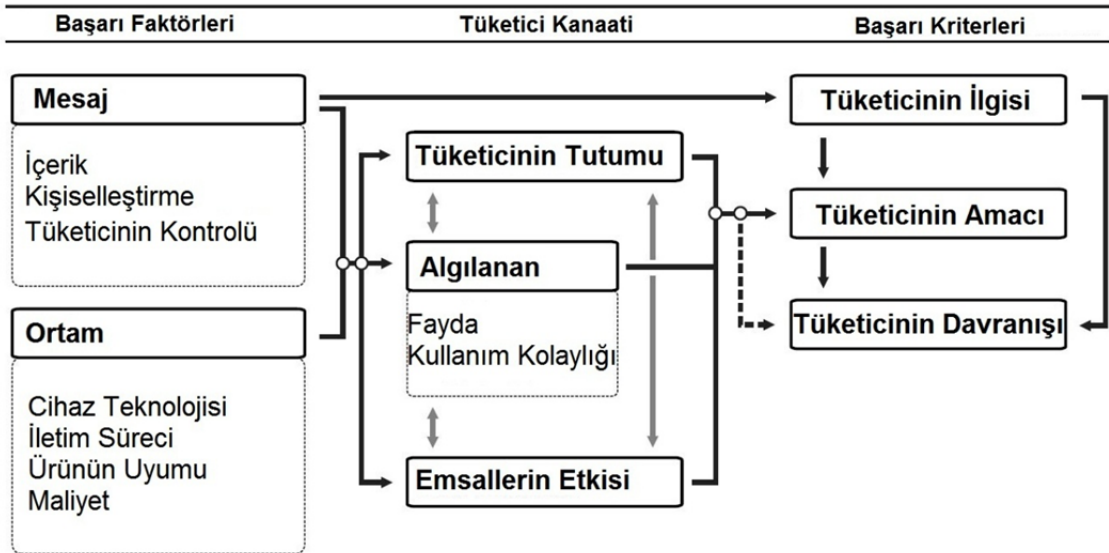 Başarı Faktörleri
Tüketici Kanaati
Başarı Kriterleri
Mesaj
İçerik
Kişiselleştirme
Tüketicinin Kontrolü
Ortam
Cihaz Teknolojisi
İletim Süreci
Ürünün Uyumu
Maliyet
Tüketicinin Tutumu
Algılanan
Fayda
Kullanım Kolaylığı
Emsallerin Etkisi
Tüketicinin İlgisi
Tüketicinin Amacı
Tüketicinin Davranışı